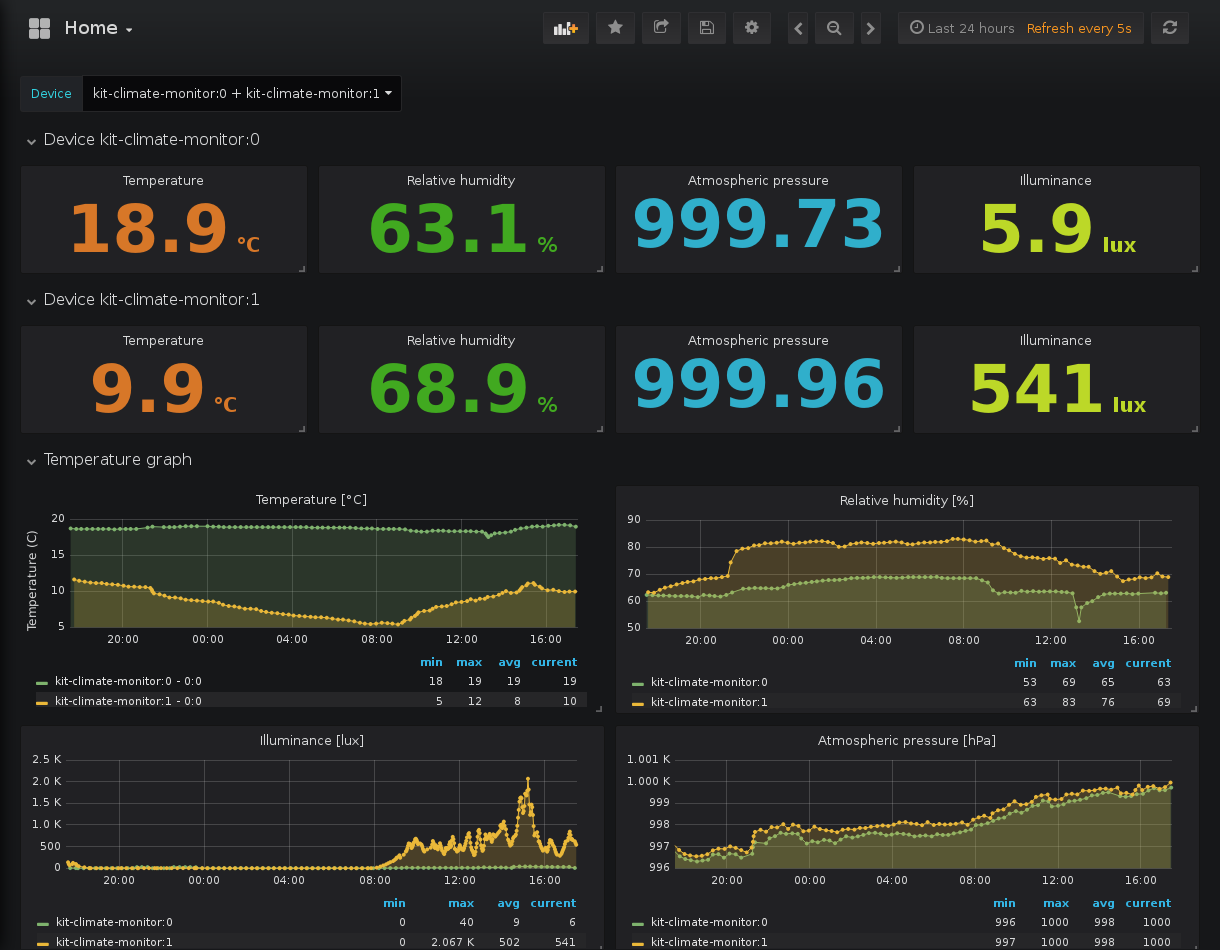 Home
Last 24 hours Refresh every 5s
Device kit-climate-monitor:0 + kit-climate-monitor:1
Device kit-climate-monitor:0
Temperature Relative humidity Atmospheric pressure Illuminance
18.9 °C 63.1 % 999.73 5.9 lux
Device kit-climate-monitor:1
Temperature Relative humidity Atmospheric pressure Illuminance
9.9 °C 68.9 % 999.96 541 lux
Temperature graph
Temperature [°C]
Temperature (C)
20
15
10
5
20:00 00:00 04:00 08:00 12:00 16:00
min max avg current
kit-climate-monitor:0 - 0:0 18 19 19 19
kit-climate-monitor:1 - 0:0 5 12 8 10
Relative humidity [%]
90
80
70
60
50
20:00 00:00 04:00 08:00 12:00 16:00
min max avg current
kit-climate-monitor:0 53 69 65 63
kit-climate-monitor:1 63 83 76 69
Illuminance [lux]
2.5 K
2.0 K
1.5 K
1.0 K
500
0
20:00 00:00 04:00 08:00 12:00 16:00
min max avg current
kit-climate-monitor:0 0 40 9 6
kit-climate-monitor:1 0 2.067 K 502 541
Atmospheric pressure [hPa]
1.001 K
1.000 K
999
998
997
996
20:00 00:00 04:00 08:00 12:00 16:00
min max avg current
kit-climate-monitor:0 996 1000 998 1000
kit-climate-monitor:1 997 1000 998 1000